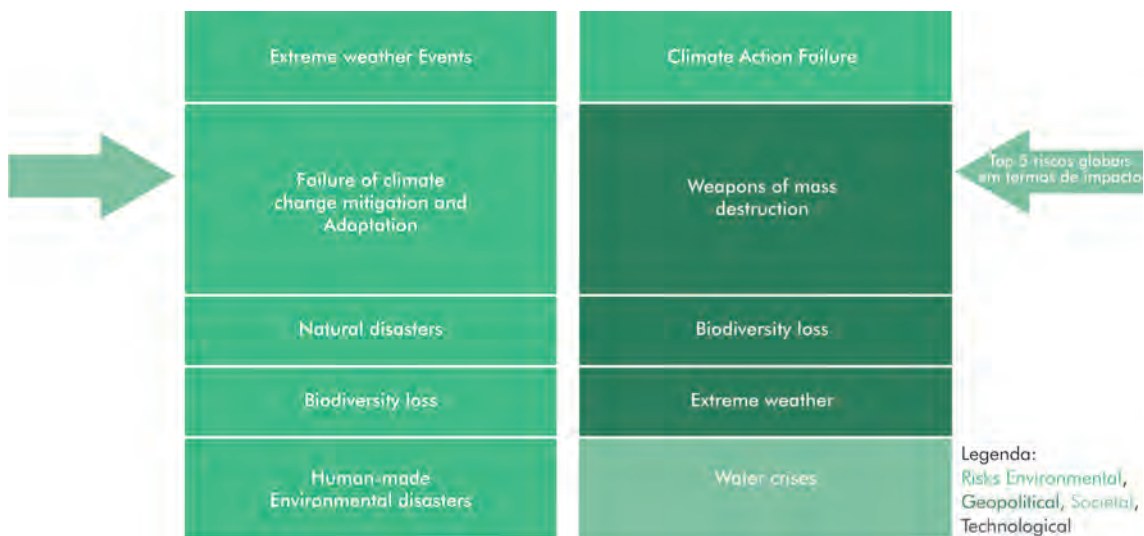 Extreme weather Events
Climate Action Failure
Failure of climate
change mitigation and
Adaptation
Weapons of mass
destruction
Top 5 riscos globais
em termos de impacto
Natural disasters
Biodiversity loss
Biodiversity loss
Extreme weather
Human-made
Environmental disasters
Water crises
Legenda:
Risks Environmental,
Geopolitical, Societal,
Technological